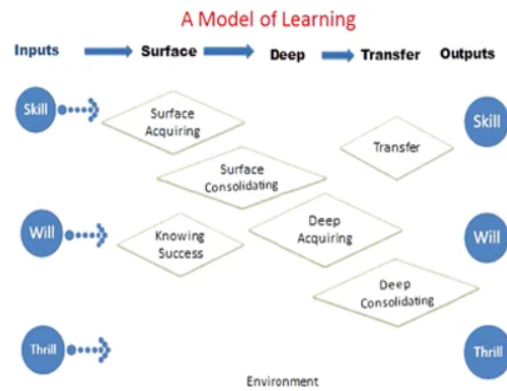 A Model of Learning
Inputs Surface Deep Transfer Outputs
Skill
Surface
Acquiring
Transfer
Skill
Surface
Consolidating
Will
Knowing
Success
Deep
Acquiring
Will
Deep
Consolidating
Thrill
Thrill
Environment